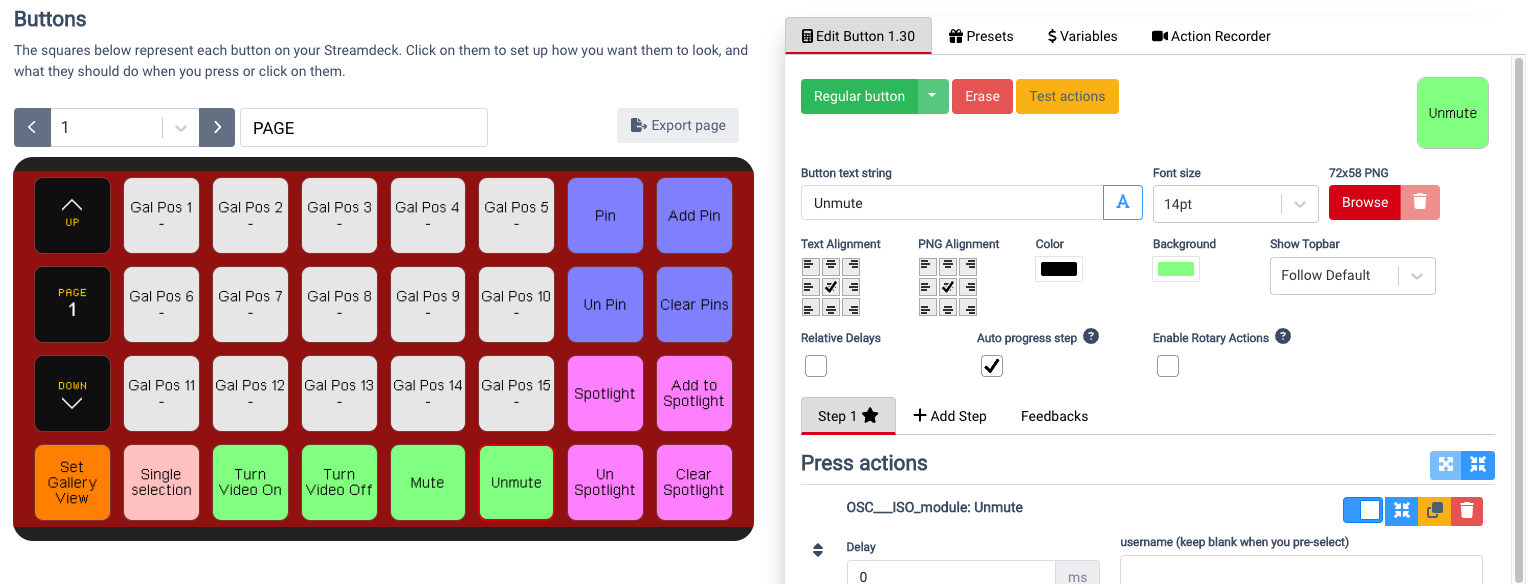 Buttons
The squares below represent each button on your Streamdeck. Click on them to set up how you want them to look, and
what they should do when you press or click on them.
1
PAGE
Export page
UP
Gal Pos 1
-
Gal Pos 2
-
Gal Pos 3
-
Gal Pos 4
-
Gal Pos 5
-
Pin
Add Pin
PAGE
1
Gal Pos 6
-
Gal Pos 7
-
Gal Pos 8
-
Gal Pos 9
-
Gal Pos 10
-
Un Pin
Clear Pins
DOWN
Gal Pos 11
-
Gal Pos 12
-
Gal Pos 13
-
Gal Pos 14
-
Gal Pos 15
-
Spotlight
Add to
Spotlight
Set
Gallery
View
Single
selection
Turn
Video On
Turn
Video Off
Mute
Unmute
Un
Spotlight
Clear
Spotlight
Edit Button 1.30
Presets
$ Variables
Action Recorder
Regular button
Erase
Test actions
Unmute
Button text string
Unmute
A
Font size
14pt
72x58 PNG
Browse
Text Alignment
PNG Alignment
Color
Background
Show Topbar
Follow Default
Relative Delays
Auto progress step ?
Enable Rotary Actions ?
Step 1
+ Add Step
Feedbacks
Press actions
OSC___ISO_module: Unmute
Delay
0
ms
username (keep blank when you pre-select)